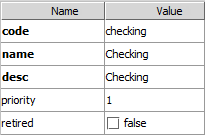 Name Value
code checking
name Checking
desc Checking
priority 1
retired false